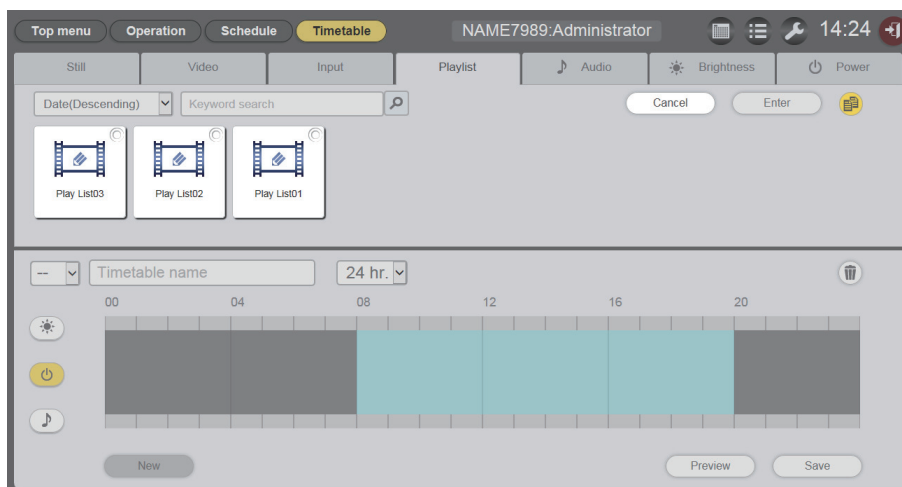 Top menu Operation Schedule Timetable NAME7989:Administrator 14:24
Still Video Input Playlist Audio Brightness Power
Date(Descending) Keyword search Cancel Enter
Play List03 Play List02 Play List01
-- Timetable name 24 hr.
00 04 08 12 16 20
New Preview Save